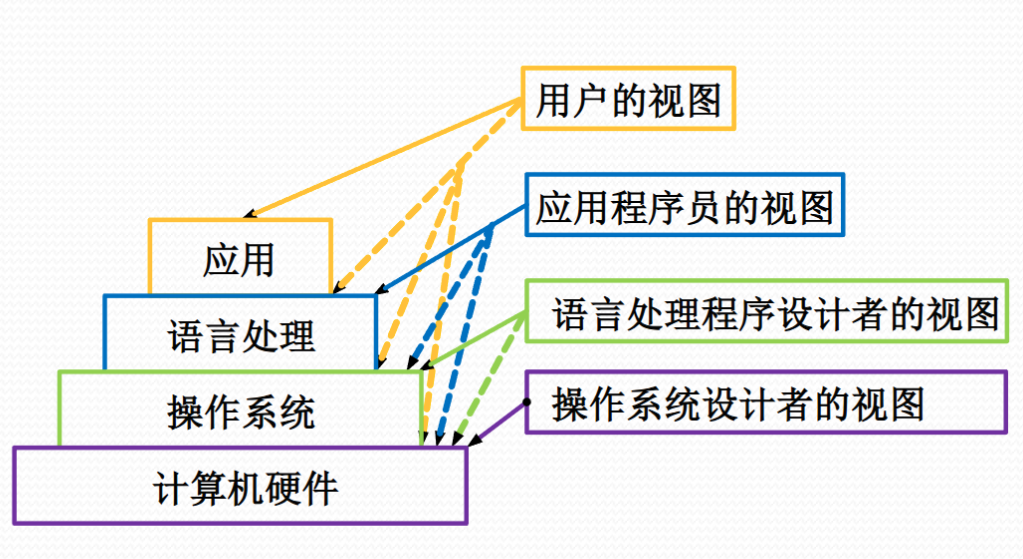 用户的视图
应用程序员的视图
应用
语言处理程序设计者的视图
语言处理
操作系统设计者的视图
操作系统
计算机硬件